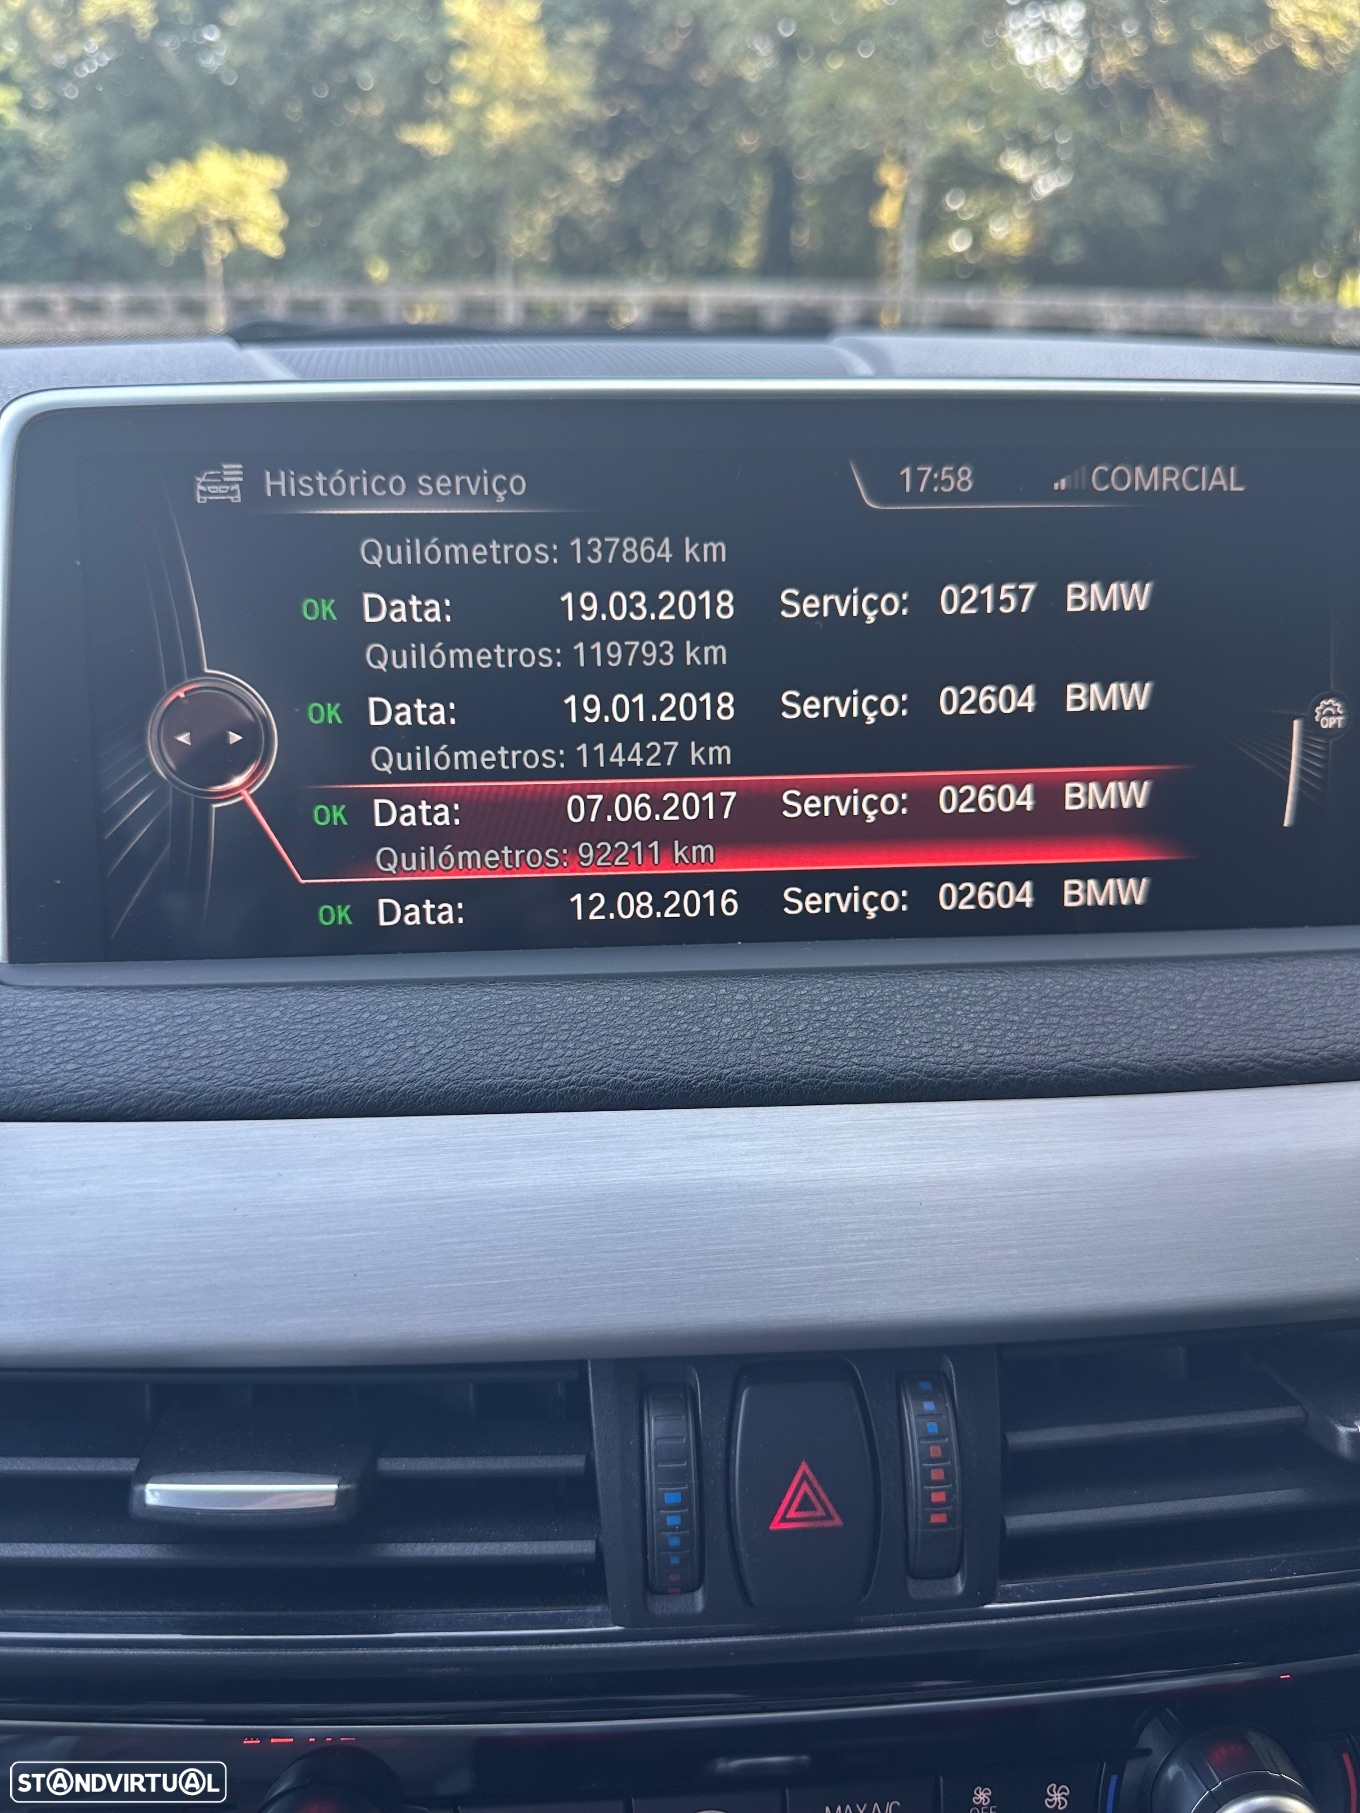 Histórico serviço 17:58 COMRCIAL
Quilómetros: 137864 km
OK Data: 19.03.2018 Serviço: 02157 BMW
Quilómetros: 119793 km
OK Data: 19.01.2018 Serviço: 02604 BMW
Quilómetros: 114427 km
OPT
OK Data: 07.06.2017 Serviço: 02604 BMW
Quilómetros: 92211 km
OK Data: 12.08.2016 Serviço: 02604 BMW
STANDVIRTUAL
MAX A/C
OFF